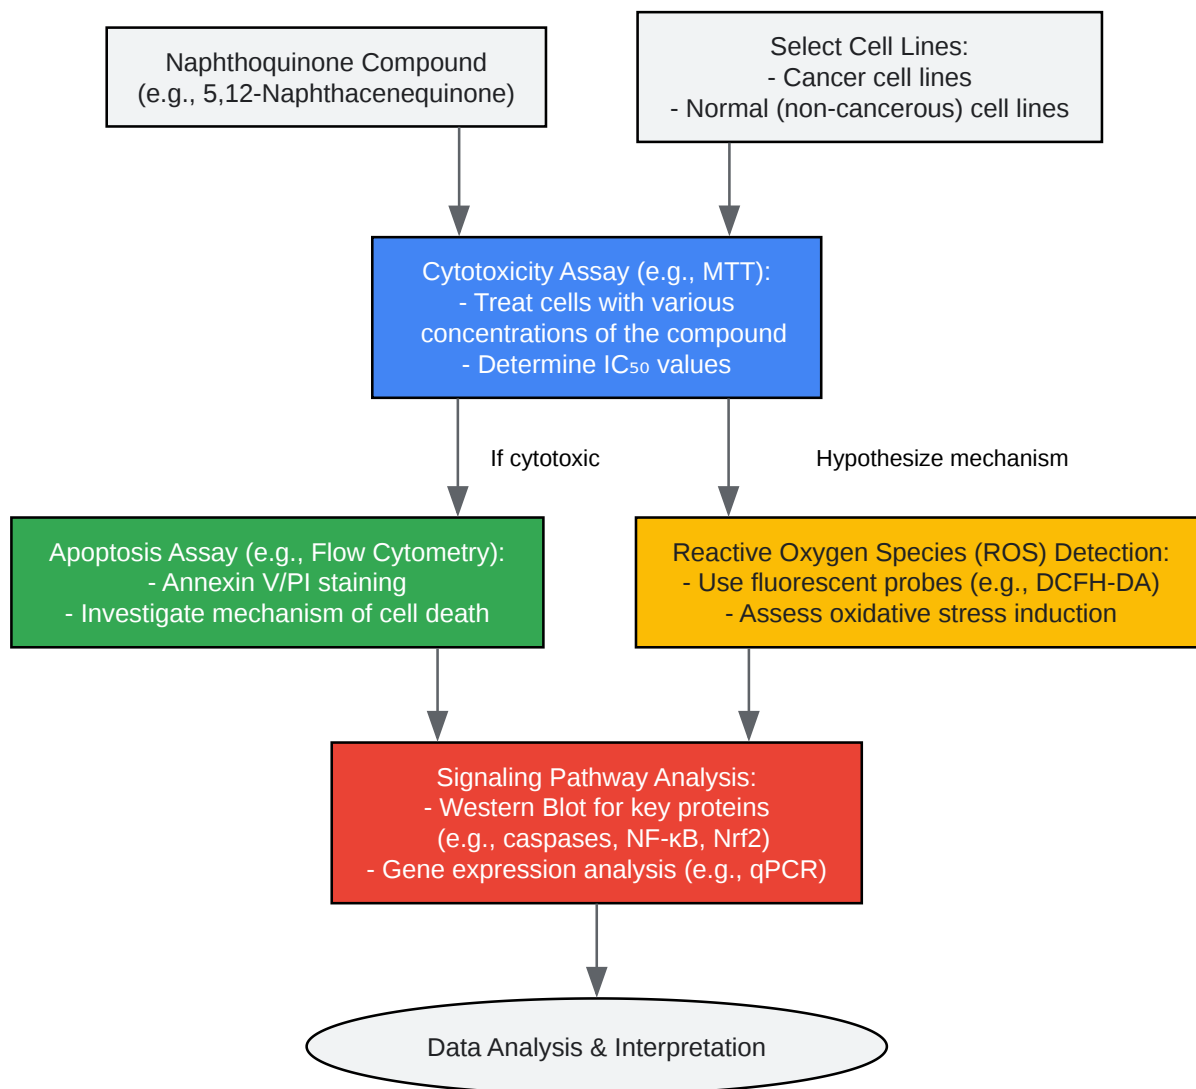 Naphthoquinone Compound
(e.g., 5,12-Naphthacenequinone)
Select Cell Lines:
- Cancer cell lines
- Normal (non-cancerous) cell lines
Cytotoxicity Assay (e.g., MTT):
- Treat cells with various
concentrations of the compound
- Determine IC₅₀ values
If cytotoxic
Hypothesize mechanism
Apoptosis Assay (e.g., Flow Cytometry):
- Annexin V/PI staining
- Investigate mechanism of cell death
Reactive Oxygen Species (ROS) Detection:
- Use fluorescent probes (e.g., DCFH-DA)
- Assess oxidative stress induction
Signaling Pathway Analysis:
- Western Blot for key proteins
(e.g., caspases, NF-κB, Nrf2)
- Gene expression analysis (e.g., qPCR)
Data Analysis & Interpretation